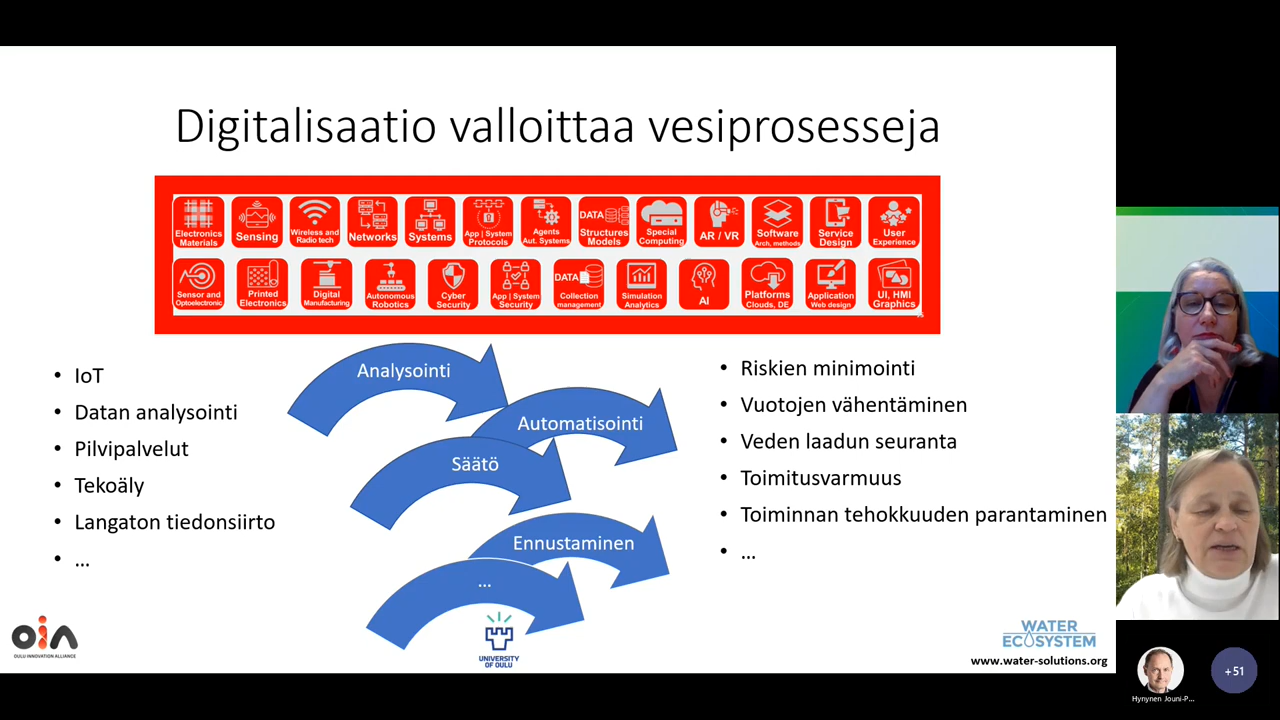 Digitalisaatio valloittaa vesiprosesseja
Electronics
Materials
Sensing
Wireless and
Radio tech
Networks
Systems
App | System
Protocols
Agents
Aut. Systems
DATA
Structures
Models
Special
Computing
AR / VR
Software
Arch, methods
Service
Design
User
Experience
Sensor and
Optoelectronic
Printed
Electronics
Digital
Manufacturing
Autonomous
Robotics
Cyber
Security
App | System
Security
DATA
Collection
management
Simulation
Analytics
AI
Platforms
Clouds, DE
Application
Web design
UI, HMI
Graphics
• IoT
• Datan analysointi
• Pilvipalvelut
• Tekoäly
• Langaton tiedonsiirto
• ...
Analysointi
Automatisointi
Säätö
Ennustaminen
...
• Riskien minimointi
• Vuotojen vähentäminen
• Veden laadun seuranta
• Toimitusvarmuus
• Toiminnan tehokkuuden parantaminen
• ...
oia
OULU INNOVATION ALLIANCE
UNIVERSITY
OF OULU
WATER
ECOSYSTEM
www.water-solutions.org
Hynynen Jouni-P...
+51